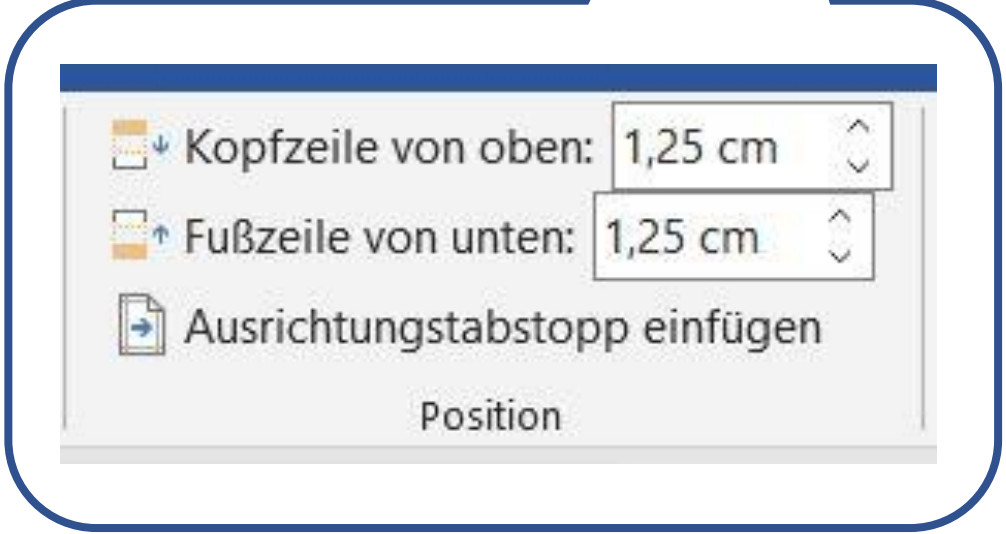 Kopfzeile von oben: 1,25 cm
Fußzeile von unten: 1,25 cm
Ausrichtungstabstopp einfügen
Position